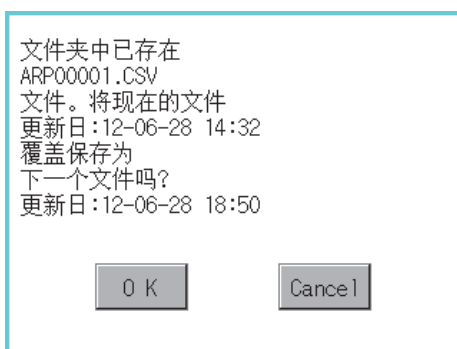 文件夹中已存在
ARP00001.CSV
文件。将现在的文件
更新日:12-06-28 14:32
覆盖保存为
下一个文件吗?
更新日:12-06-28 18:50
OK
Cancel